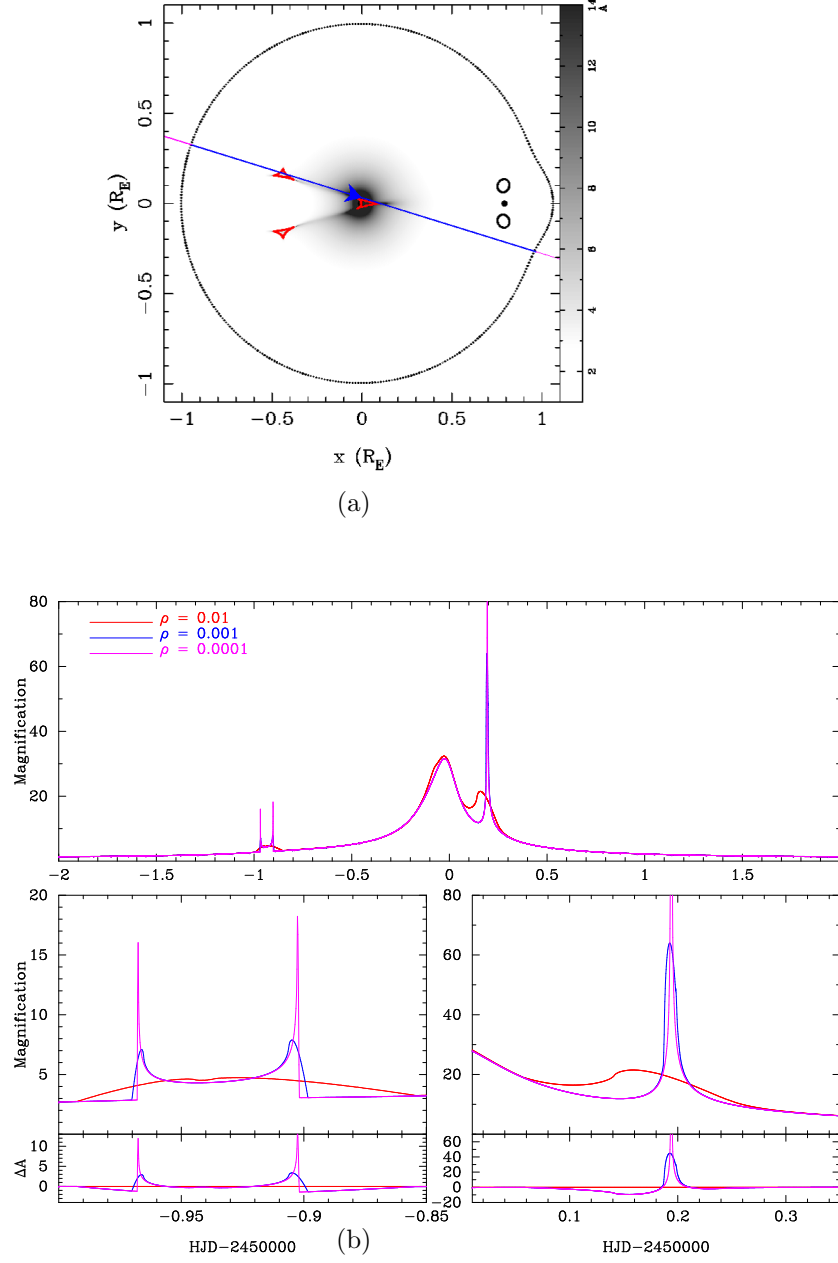 14
A
12
10
8
6
4
2
1
0.5
0
−0.5
−1
y (R_E)
−1 −0.5 0 0.5 1
x (R_E)
(a)
80
60
40
20
Magnification
ρ = 0.01
ρ = 0.001
ρ = 0.0001
−2 −1.5 −1 −0.5 0 0.5 1 1.5
20
15
10
5
Magnification
10
5
0
ΔA
−0.95 −0.9 −0.85
HJD−2450000
80
60
40
20
0
60
40
20
0
−20
0.1 0.2 0.3
HJD−2450000
(b)